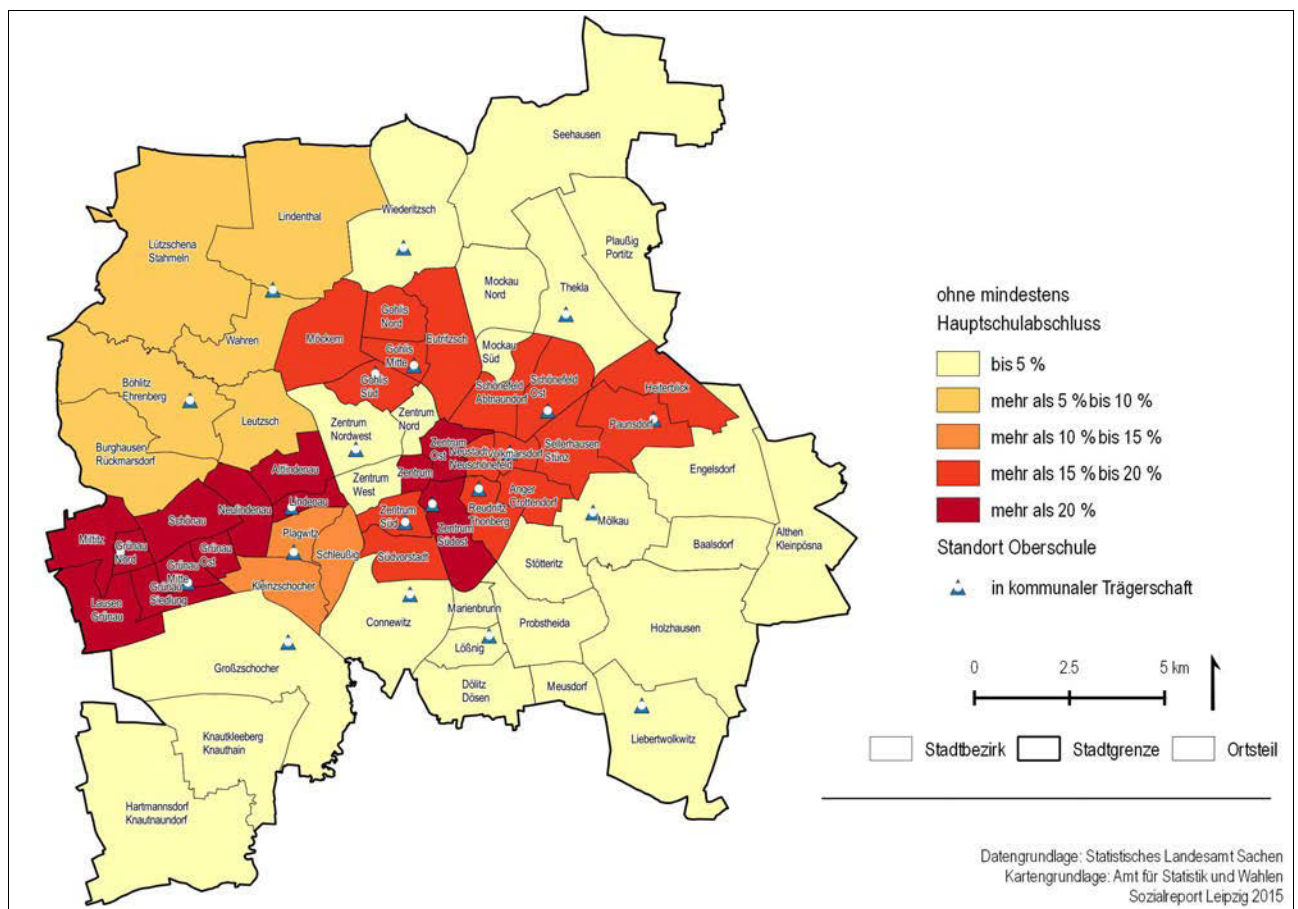 Seehausen
Lindenthal
Wiederitzsch
Lützschena
Stahmeln
Plaußig
Portitz
Mockau
Nord
Thekla
Gohlis
Nord
Möckern
Eutritzsch
Wahren
Gohlis
Mitte
Mockau
Süd
Böhlitz
Ehrenberg
Gohlis
Süd
Schönefeld
Abtnaundorf
Schönefeld
Ost
Heiterblick
Leutzsch
Zentrum
Nordwest
Zentrum
Nord
Paunsdorf
Burghausen
Rückmarsdorf
Zentrum
Ost
Neustadt
Neuschönefeld
Volkmarsdorf
Sellerhausen
Stünz
Engelsdorf
Altlindenau
Zentrum
West
Zentrum
Neulindenau
Lindenau
Zentrum
Süd
Reudnitz
Thonberg
Anger
Crottendorf
Schönau
Mölkau
Althen
Kleinpösna
Miltitz
Grünau
Nord
Grünau
Ost
Plagwitz
Schleußig
Südvorstadt
Zentrum
Südost
Baalsdorf
Grünau
Mitte
Grünau
Siedlung
Kleinzschocher
Stötteritz
Lausen
Grünau
Connewitz
Marienbrunn
Probstheida
Holzhausen
Lößnig
Großzschocher
Dölitz
Dösen
Meusdorf
Knautkleeberg
Knauthain
Liebertwolkwitz
Hartmannsdorf
Knautnaundorf
ohne mindestens
Hauptschulabschluss
bis 5 %
mehr als 5 % bis 10 %
mehr als 10 % bis 15 %
mehr als 15 % bis 20 %
mehr als 20 %
Standort Oberschule
in kommunaler Trägerschaft
0 2.5 5 km
Stadtbezirk Stadtgrenze Ortsteil
Datengrundlage: Statistisches Landesamt Sachen
Kartengrundlage: Amt für Statistik und Wahlen
Sozialreport Leipzig 2015